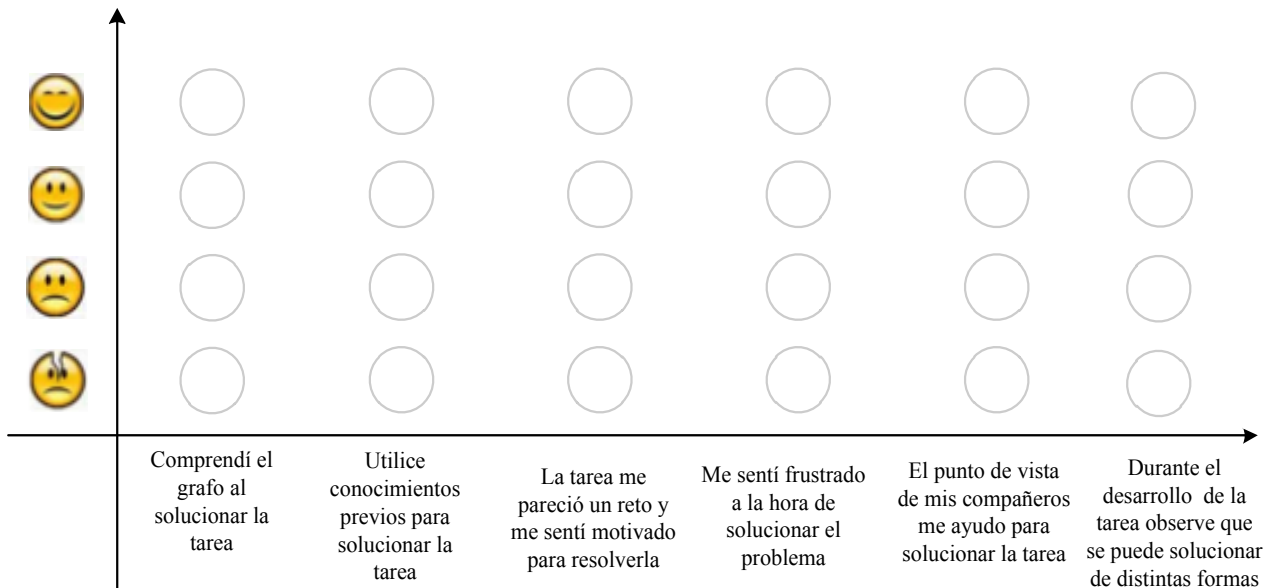 Comprendí el
grafo al
solucionar la
tarea
Utilice
conocimientos
previos para
solucionar la
tarea
La tarea me
pareció un reto y
me sentí motivado
para resolverla
Me sentí frustrado
a la hora de
solucionar el
problema
El punto de vista
de mis compañeros
me ayudo para
solucionar la tarea
Durante el
desarrollo de la
tarea observe que
se puede solucionar
de distintas formas